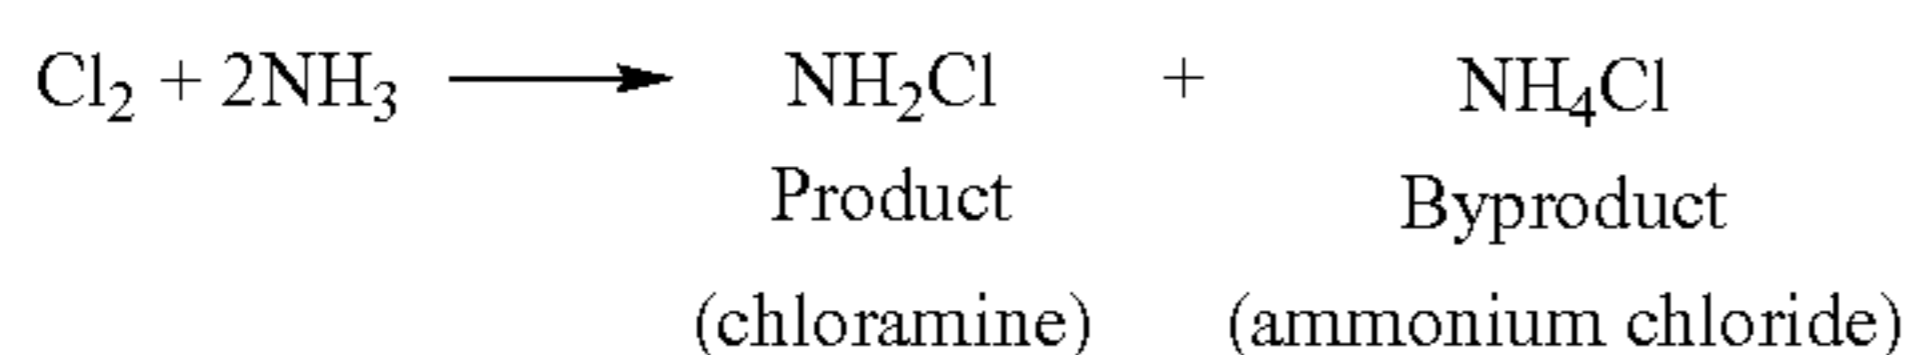 Cl₂ + 2NH₃ ⟶ NH₂Cl + NH₄Cl
Product Byproduct
(chloramine) (ammonium chloride)